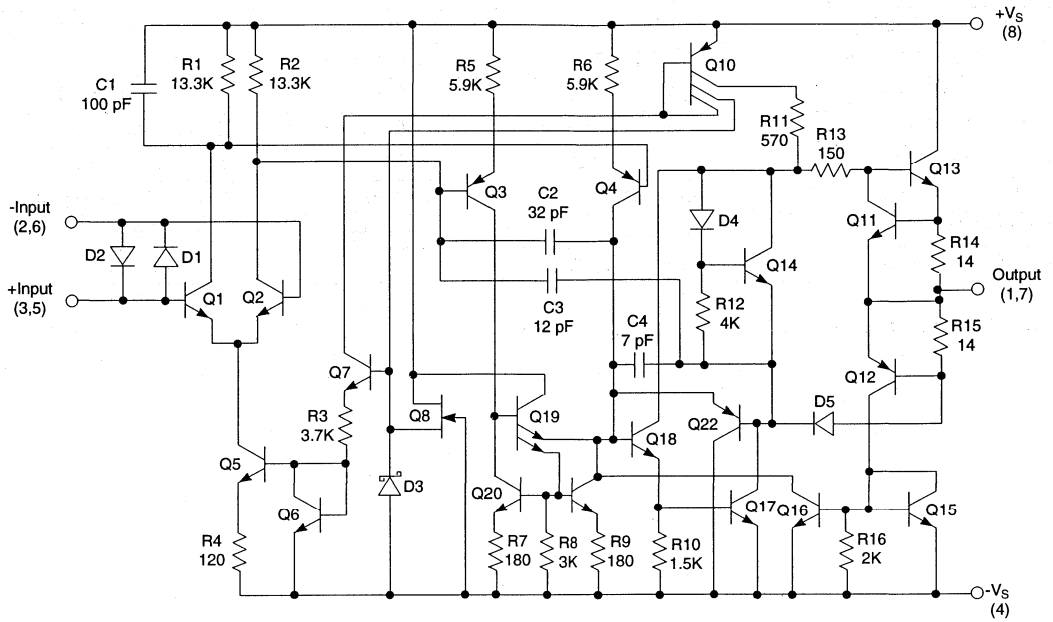 +VS
(8)
R1
13.3K
R2
13.3K
R5
5.9K
R6
5.9K
Q10
C1
100 pF
R11
570
R13
150
Q13
Q3
Q4
C2
32 pF
D4
Q11
-Input
(2,6)
D2
D1
Q14
R14
14
+Input
(3,5)
Q1
Q2
C3
12 pF
R12
4K
Output
(1,7)
C4
7 pF
R15
14
Q7
Q12
R3
3.7K
Q8
Q19
Q18
Q22
D5
Q5
Q20
D3
Q6
Q17
Q16
Q15
R4
120
R7
180
R8
3K
R9
180
R10
1.5K
R16
2K
-VS
(4)